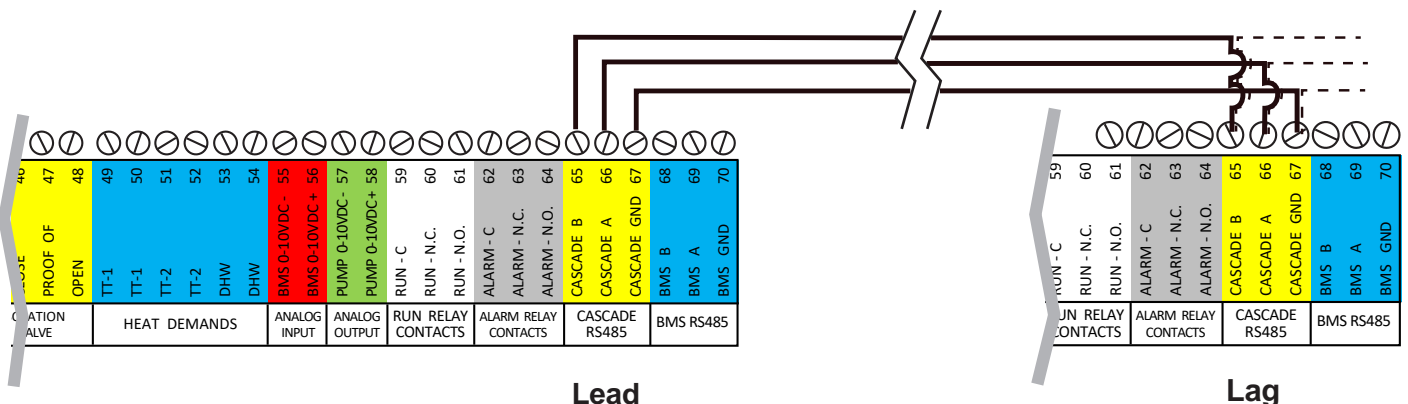 47 PROOF OF
48 OPEN
49 TT-1
50 TT-1
51 TT-2
52 TT-2
53 DHW
54 DHW
55 BMS 0-10VDC -
56 BMS 0-10VDC +
57 PUMP 0-10VDC -
58 PUMP 0-10VDC +
59 RUN - C
60 RUN - N.C.
61 RUN - N.O.
62 ALARM - C
63 ALARM - N.C.
64 ALARM - N.O.
65 CASCADE B
66 CASCADE A
67 CASCADE GND
68 BMS B
69 BMS A
70 BMS GND
HEAT DEMANDS
ANALOG
INPUT
ANALOG
OUTPUT
RUN RELAY
CONTACTS
ALARM RELAY
CONTACTS
CASCADE
RS485
BMS RS485
Lead
59 RUN - C
60 RUN - N.C.
61 RUN - N.O.
62 ALARM - C
63 ALARM - N.C.
64 ALARM - N.O.
65 CASCADE B
66 CASCADE A
67 CASCADE GND
68 BMS B
69 BMS A
70 BMS GND
UN RELAY
CONTACTS
ALARM RELAY
CONTACTS
CASCADE
RS485
BMS RS485
Lag